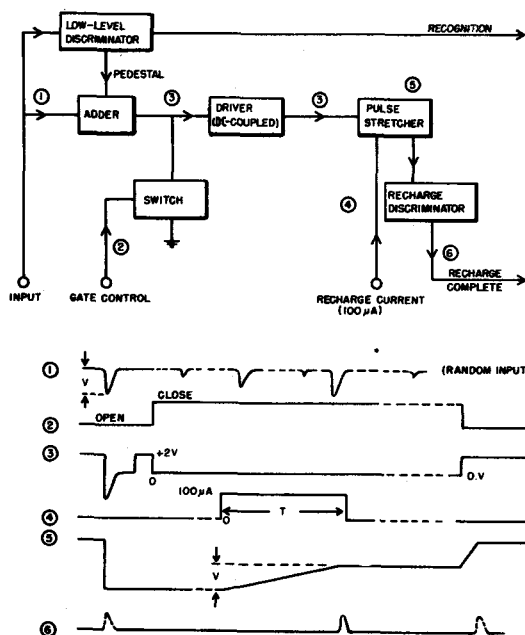 LOW-LEVEL
DISCRIMINATOR
RECOGNITION
PEDESTAL
①
ADDER
③
DRIVER
(DC-COUPLED)
③
⑤
PULSE
STRETCHER
SWITCH
②
④
RECHARGE
DISCRIMINATOR
⑥
INPUT
GATE CONTROL
RECHARGE CURRENT
(100 μA)
RECHARGE
COMPLETE
①
V
(RANDOM INPUT
②
OPEN
CLOSE
③
+2V
0
0.V
④
100 μA
0
T
⑤
V
⑥